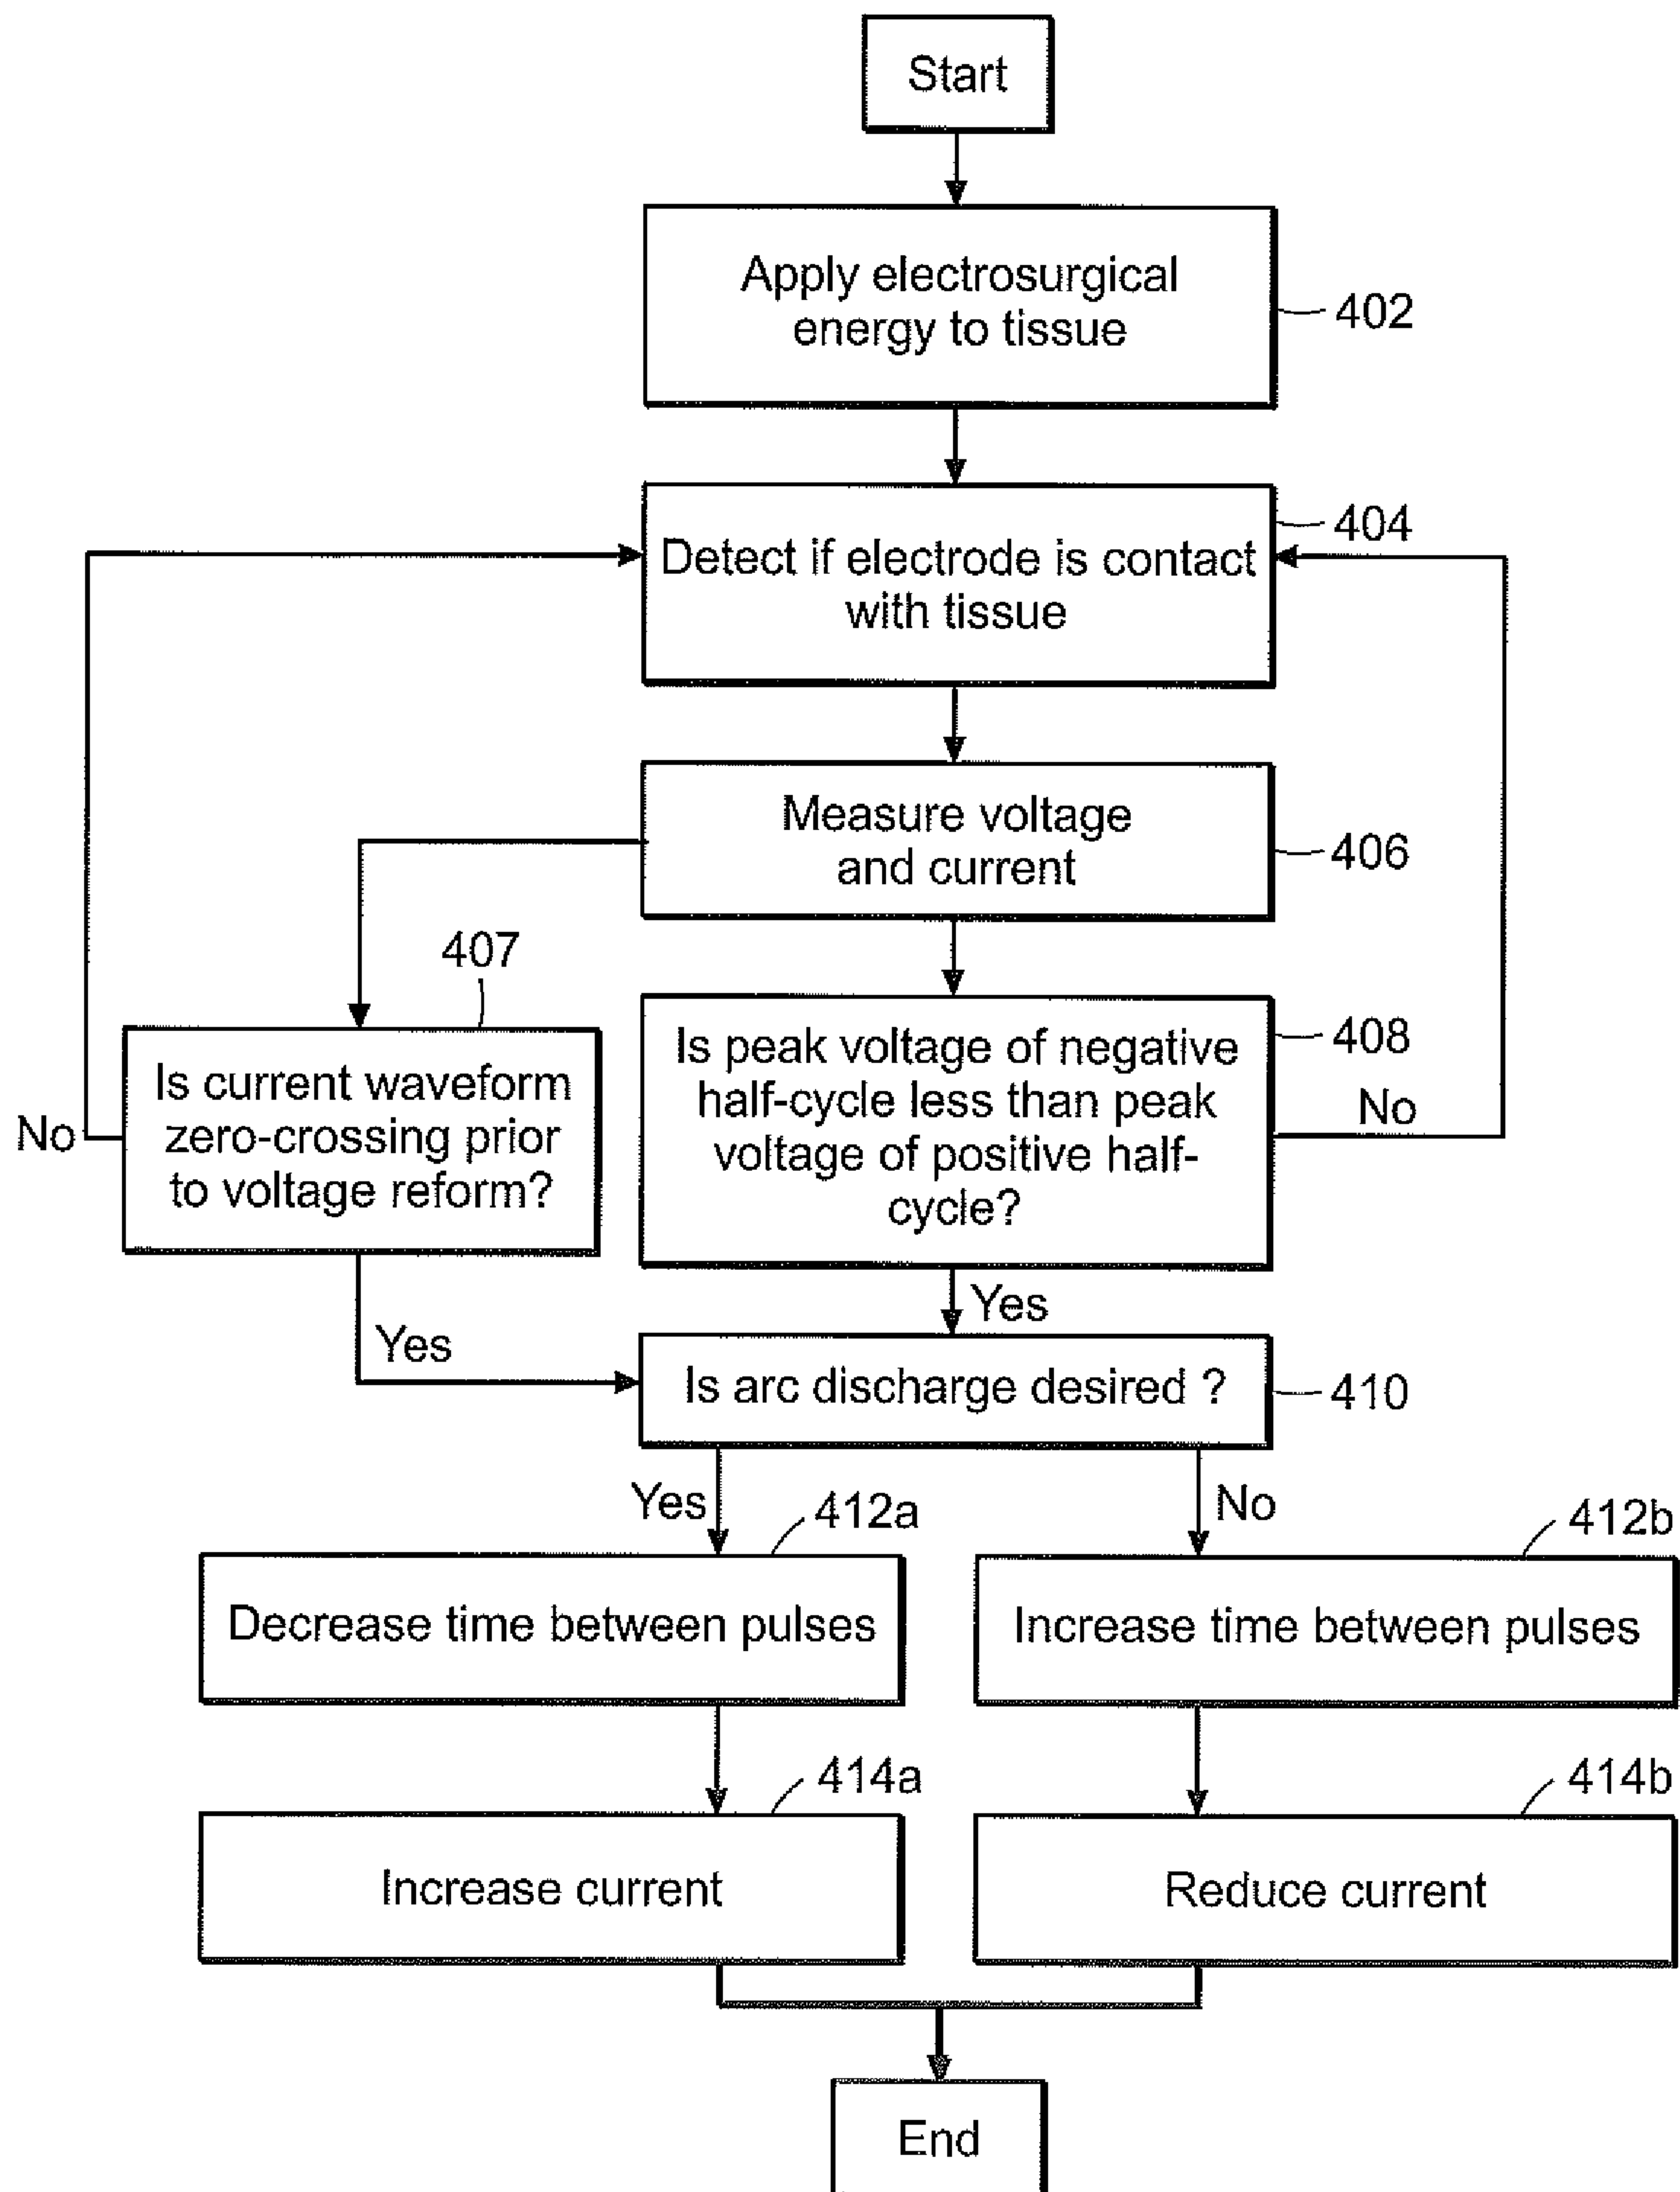 Start
Apply electrosurgical
energy to tissue
402
404
Detect if electrode is contact
with tissue
Measure voltage
and current
406
407
Is current waveform
zero-crossing prior
to voltage reform?
No
Is peak voltage of negative
half-cycle less than peak
voltage of positive half-
cycle?
408
No
Yes
Yes
Is arc discharge desired ?
410
Yes
No
412a
412b
Decrease time between pulses
Increase time between pulses
414a
414b
Increase current
Reduce current
End